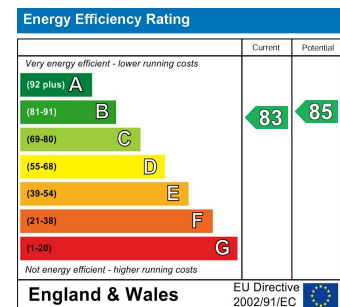 Energy Efficiency Rating
Current Potential
Very energy efficient - lower running costs
(92 plus) A
(81-91) B
83 85
(69-80) C
(55-68) D
(39-54) E
(21-38) F
(1-20) G
Not energy efficient - higher running costs
England & Wales
EU Directive
2002/91/EC